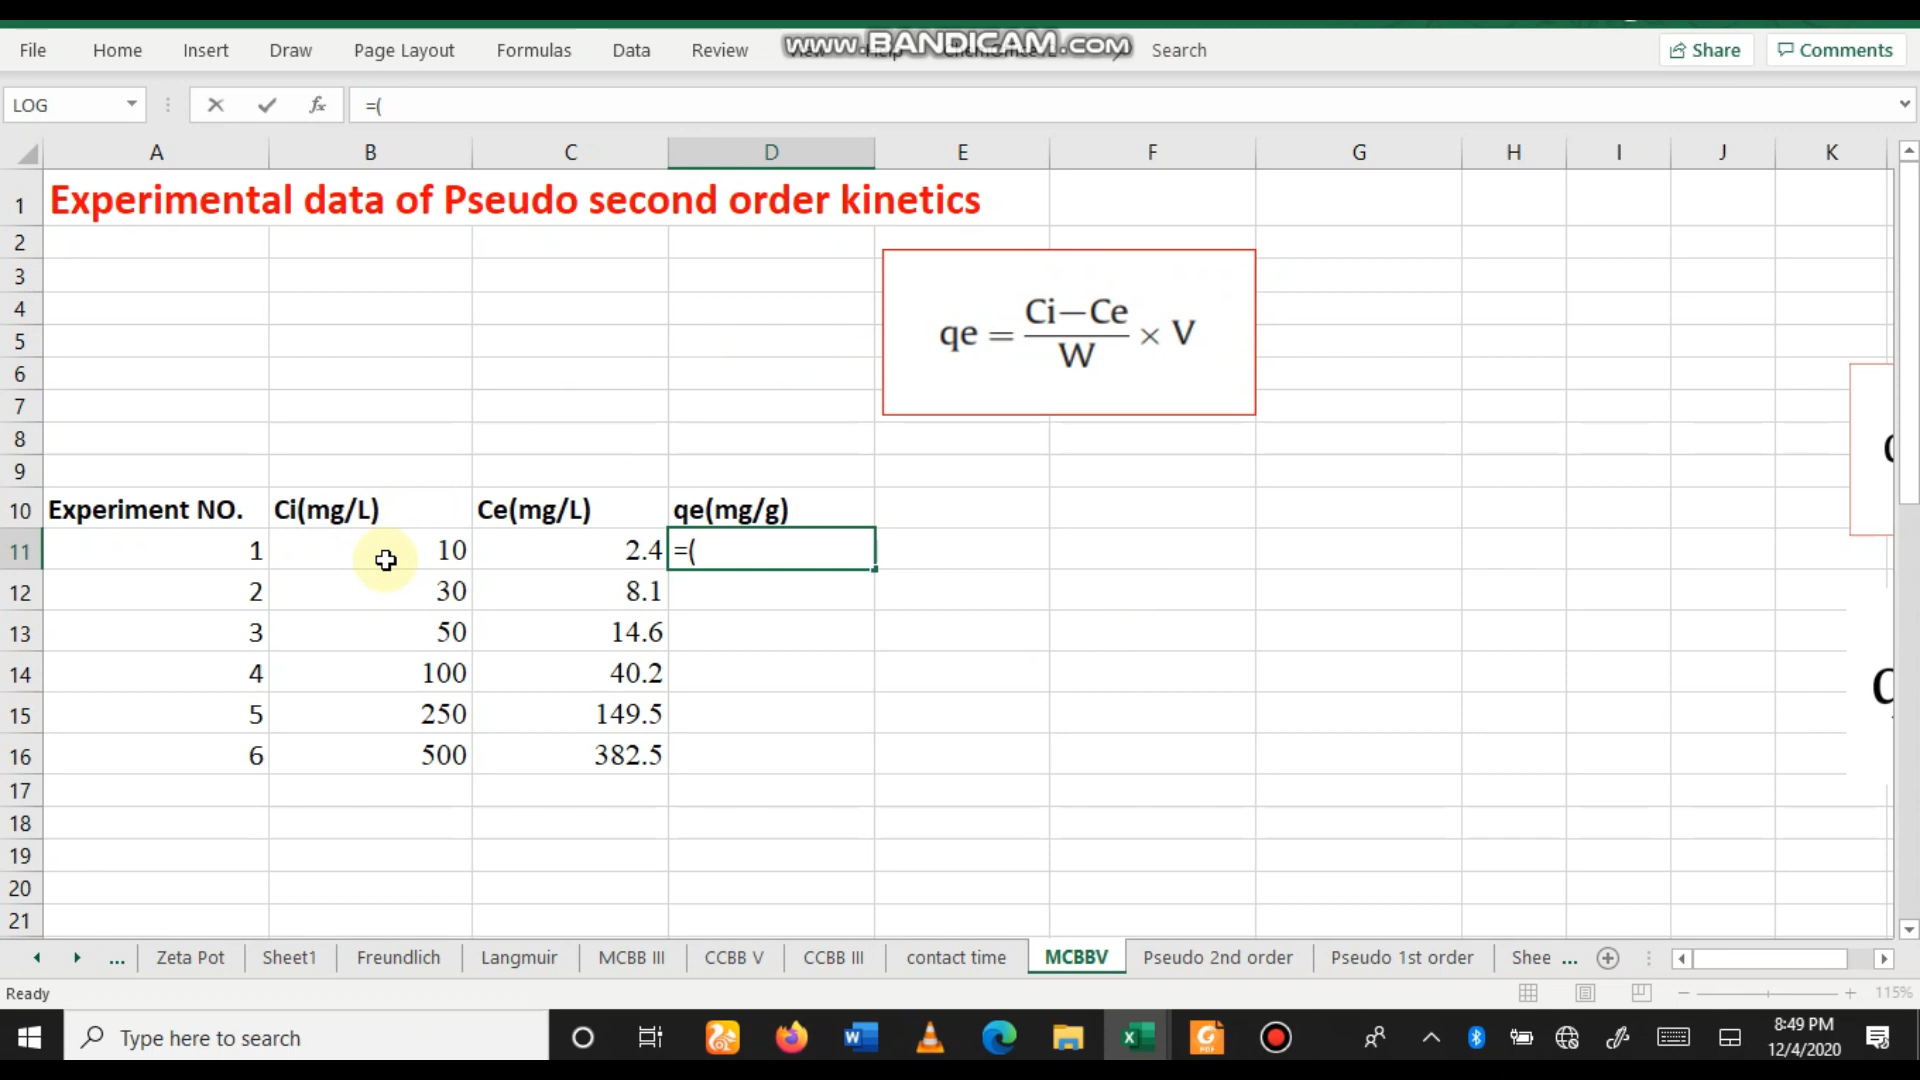 File Home Insert Draw Page Layout Formulas Data Review Help Search Share Comments
www.BANDICAM.com
LOG fx =(
A B C D E F G H I J K
1 Experimental data of Pseudo second order kinetics
2
3
4 qe = Ci−Ce
5 × V
6 W
7
8
9
10 Experiment NO. Ci(mg/L) Ce(mg/L) qe(mg/g)
11 1 10 2.4 =(
12 2 30 8.1
13 3 50 14.6
14 4 100 40.2
15 5 250 149.5
16 6 500 382.5
17
18
19
20
21
... Zeta Pot Sheet1 Freundlich Langmuir MCBB III CCBB V CCBB III contact time MCBBV Pseudo 2nd order Pseudo 1st order Shee ...
Ready 115%
Type here to search
8:49 PM
12/4/2020